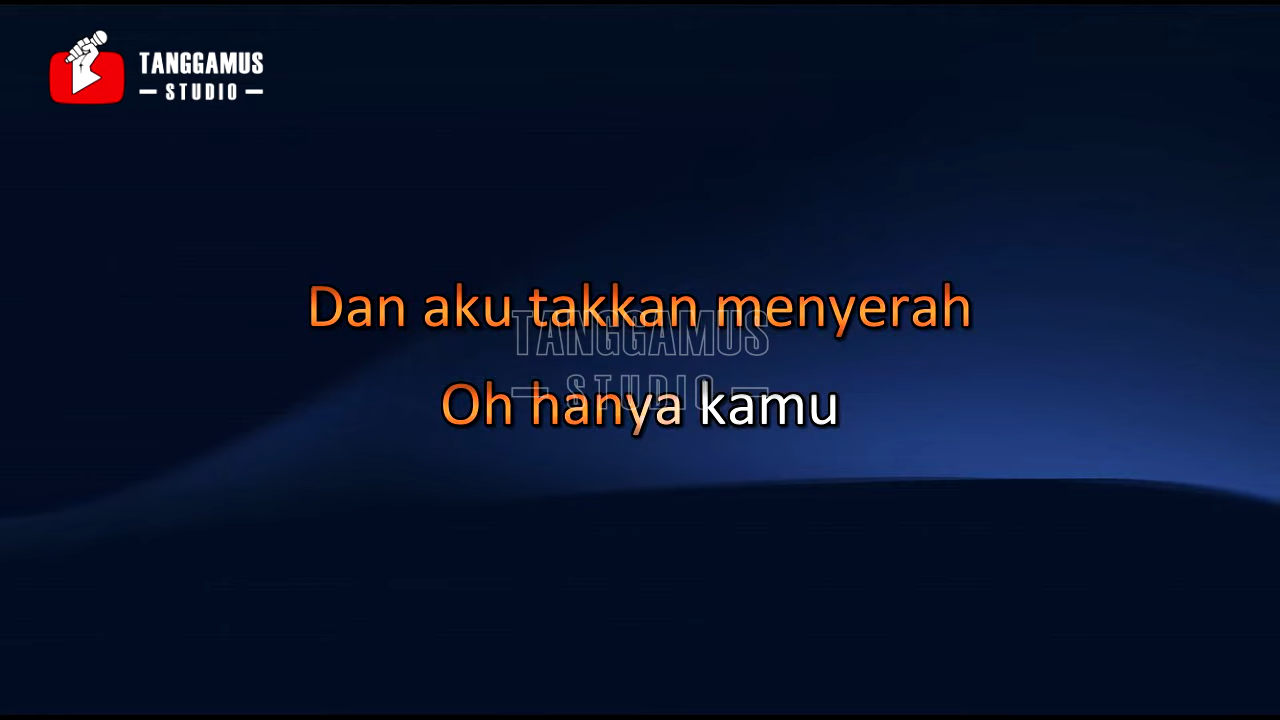 TANGGAMUS
STUDIO
Dan aku takkan menyerah
TANGGAMUS
Oh hanya kamu
STUDIO